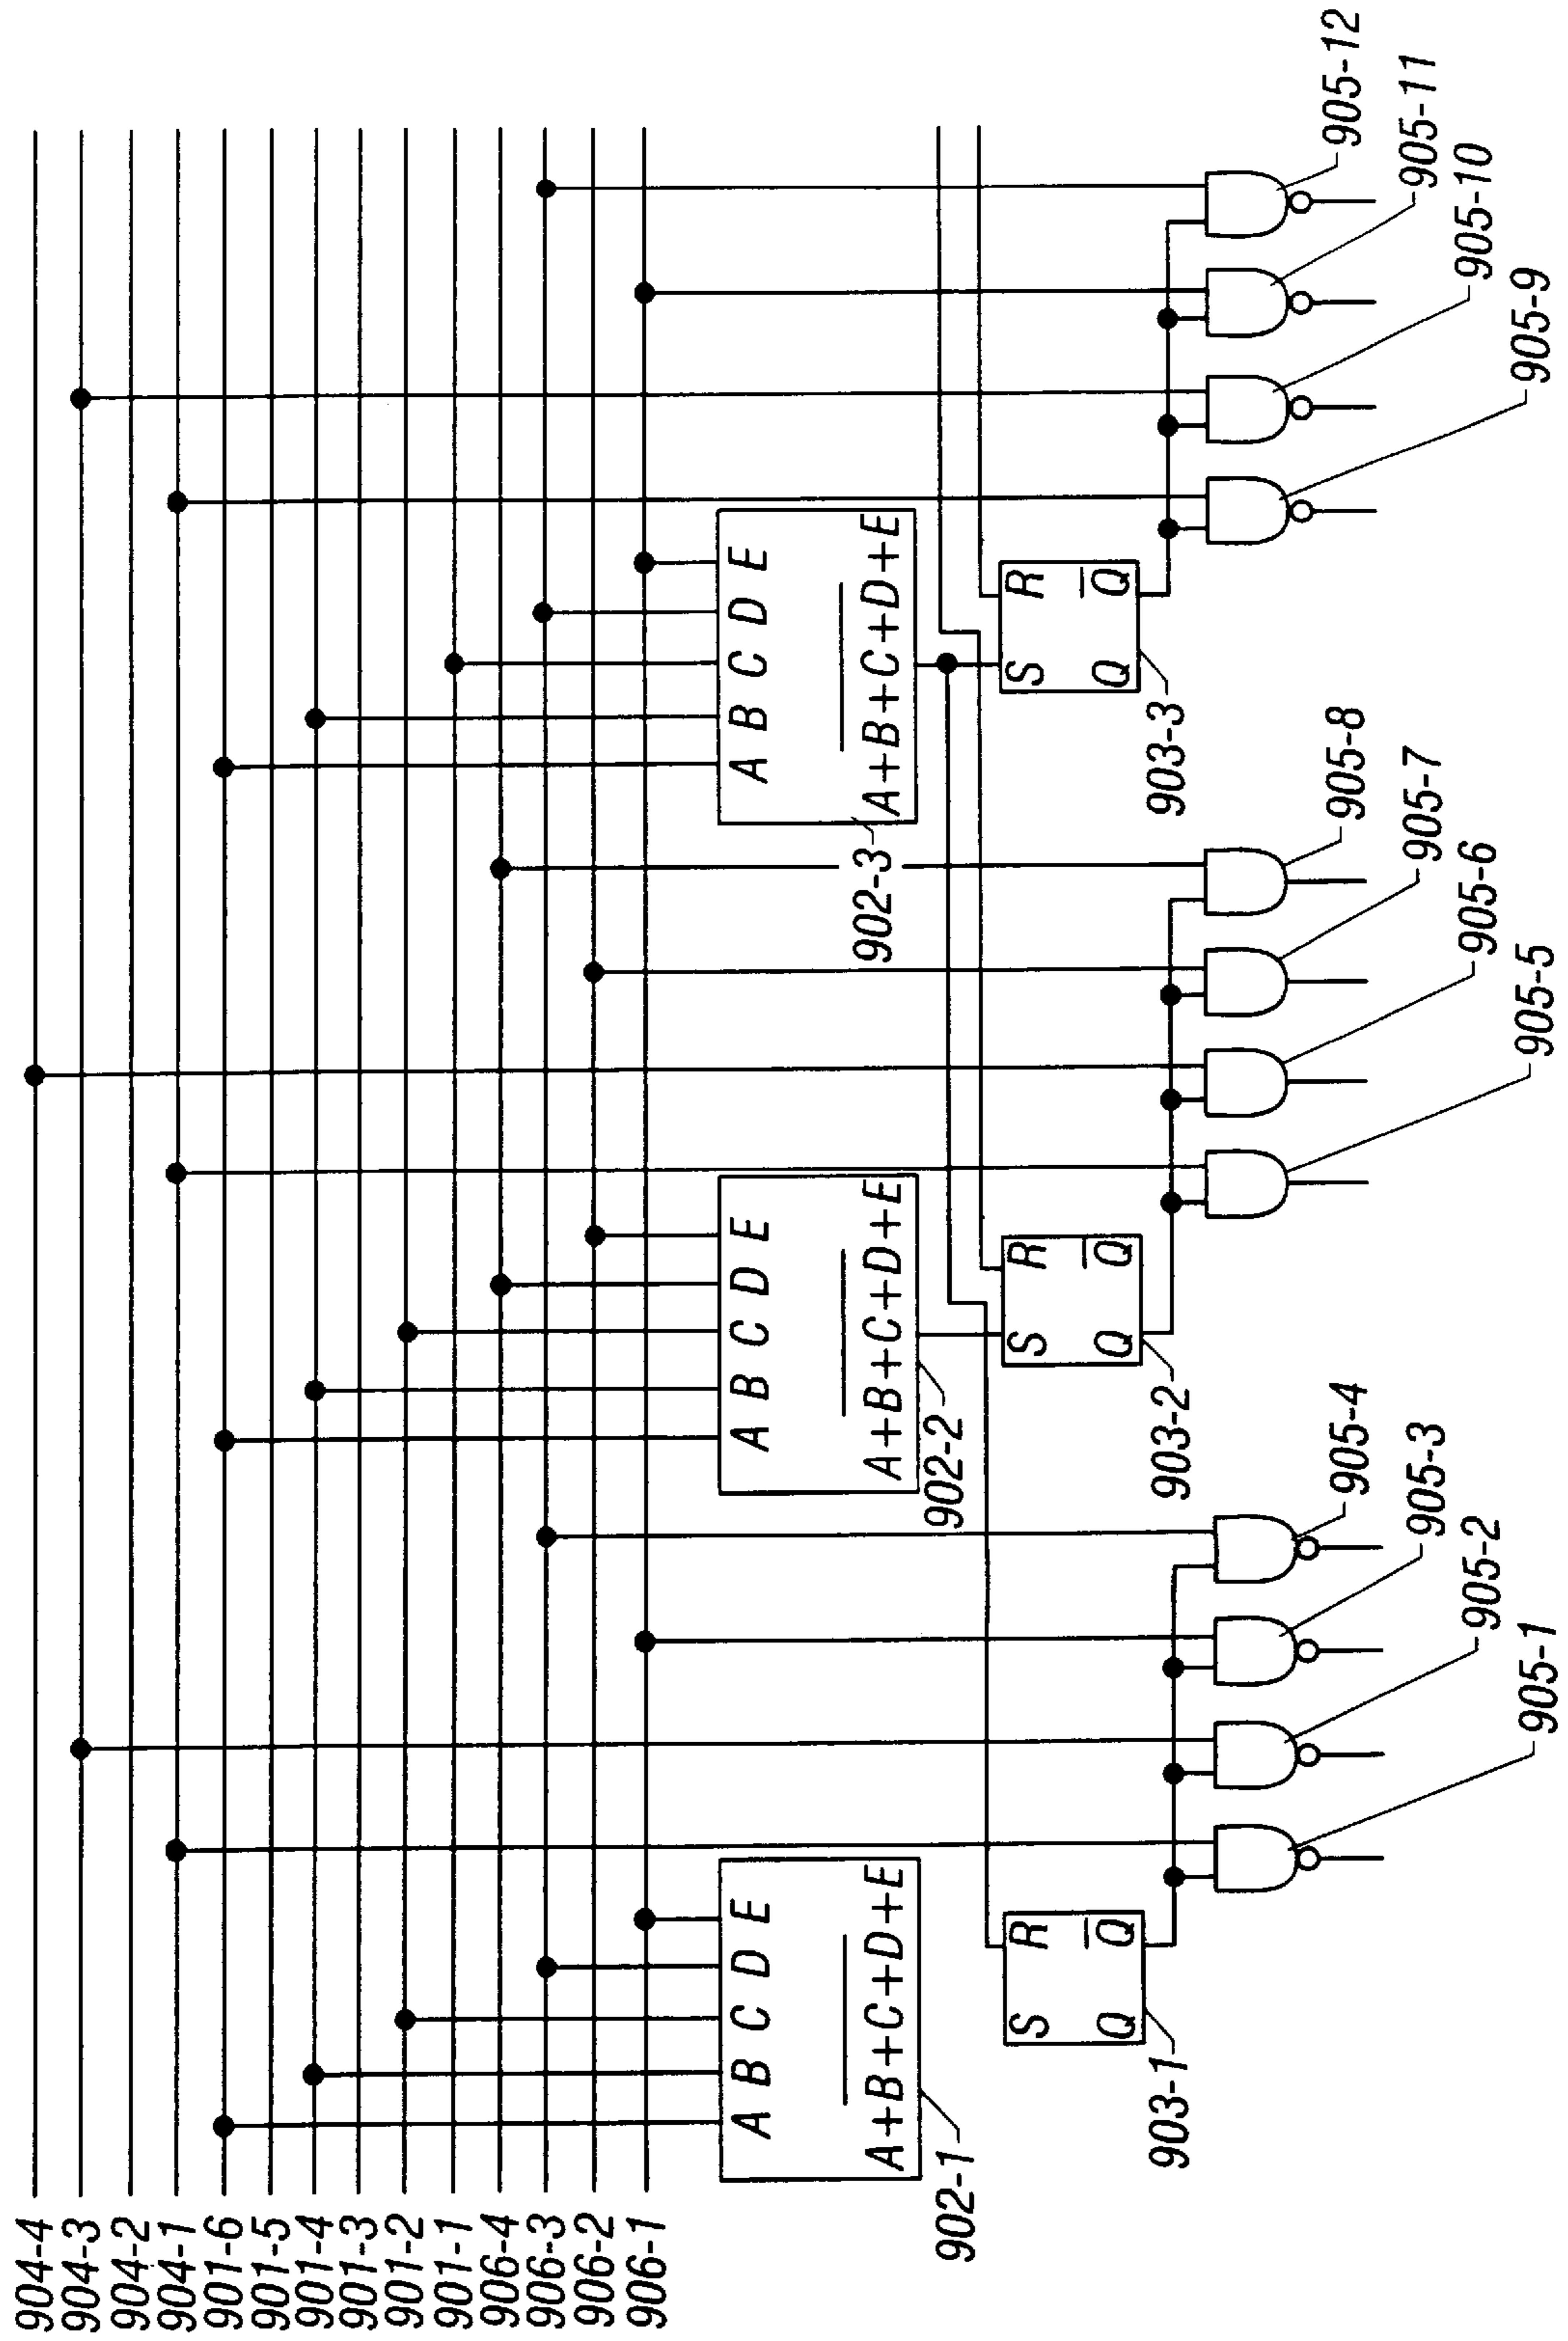 904-4
904-3
904-2
904-1
901-6
901-5
901-4
901-3
901-2
901-1
906-4
906-3
906-2
906-1
A B C D E
A+B+C+D+E
902-1
A B C D E
A+B+C+D+E
902-2
A B C D E
A+B+C+D+E
902-3
S R
Q Q̅
903-1
S R
Q Q̅
903-2
S R
Q Q̅
903-3
905-4
905-3
905-2
905-1
905-8
905-7
905-6
905-5
905-12
905-11
905-10
905-9